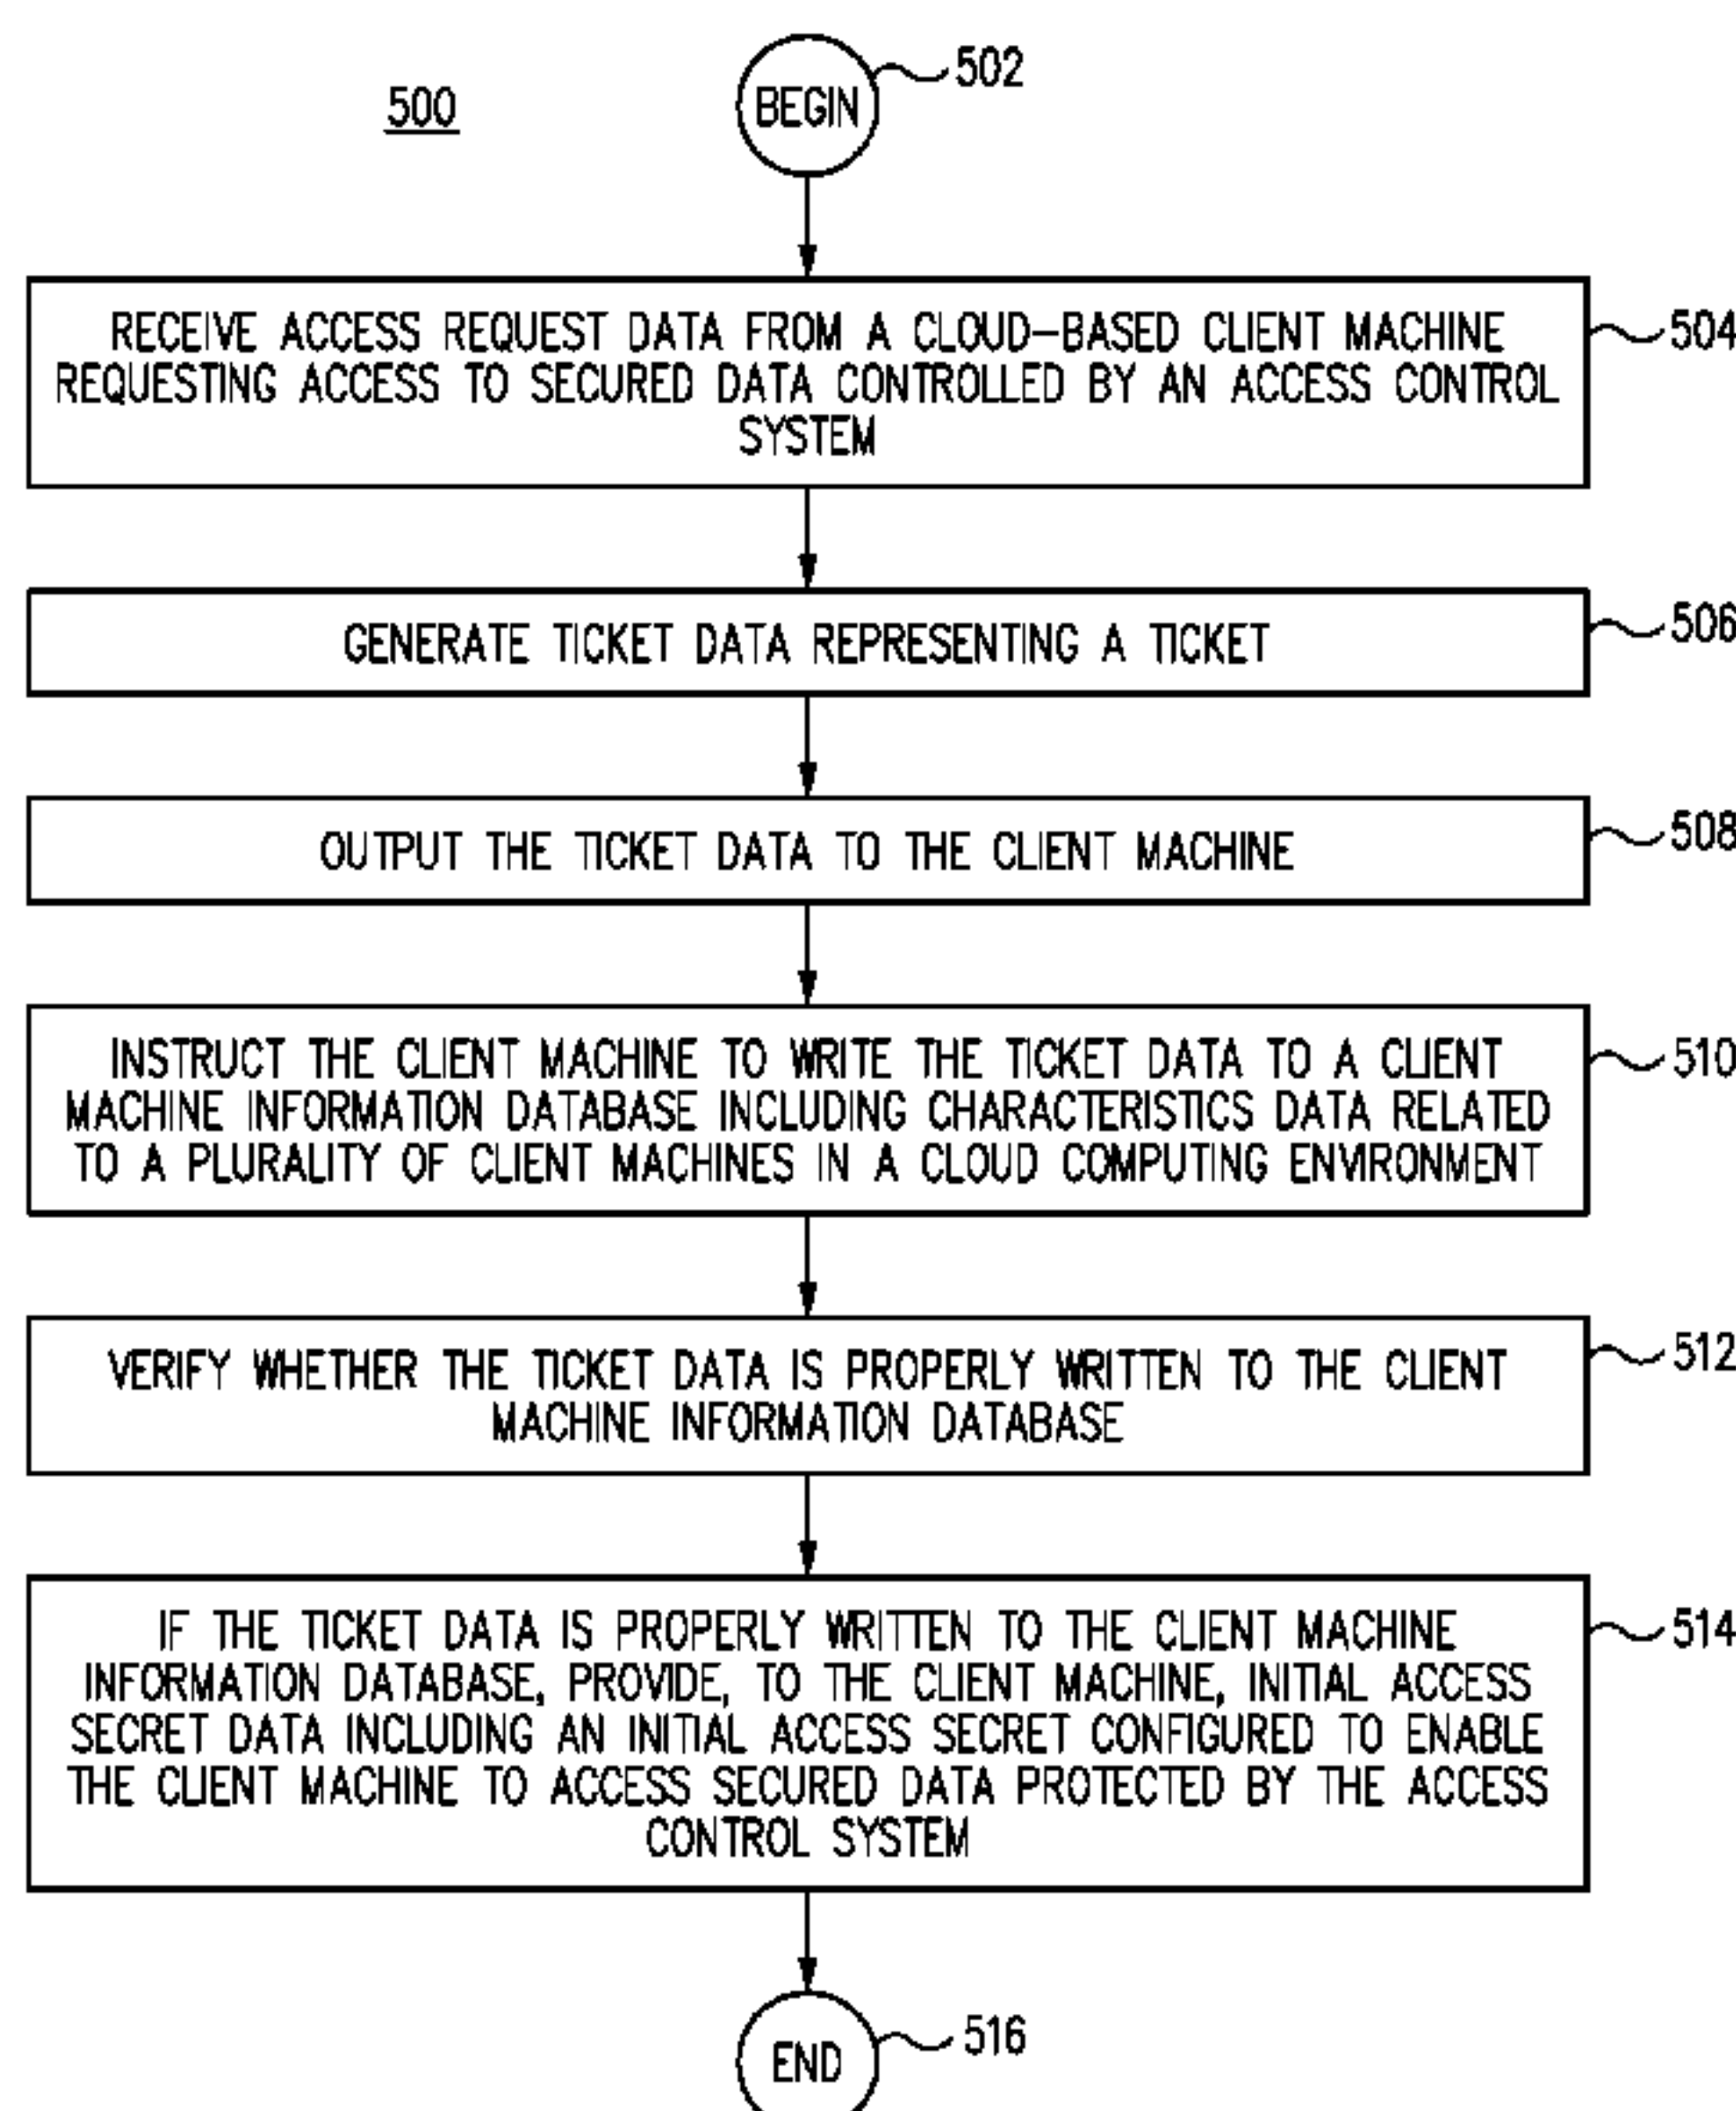 500
BEGIN
502
RECEIVE ACCESS REQUEST DATA FROM A CLOUD-BASED CLIENT MACHINE
REQUESTING ACCESS TO SECURED DATA CONTROLLED BY AN ACCESS CONTROL
SYSTEM
504
GENERATE TICKET DATA REPRESENTING A TICKET
506
OUTPUT THE TICKET DATA TO THE CLIENT MACHINE
508
INSTRUCT THE CLIENT MACHINE TO WRITE THE TICKET DATA TO A CLIENT
MACHINE INFORMATION DATABASE INCLUDING CHARACTERISTICS DATA RELATED
TO A PLURALITY OF CLIENT MACHINES IN A CLOUD COMPUTING ENVIRONMENT
510
VERIFY WHETHER THE TICKET DATA IS PROPERLY WRITTEN TO THE CLIENT
MACHINE INFORMATION DATABASE
512
IF THE TICKET DATA IS PROPERLY WRITTEN TO THE CLIENT MACHINE
INFORMATION DATABASE, PROVIDE, TO THE CLIENT MACHINE, INITIAL ACCESS
SECRET DATA INCLUDING AN INITIAL ACCESS SECRET CONFIGURED TO ENABLE
THE CLIENT MACHINE TO ACCESS SECURED DATA PROTECTED BY THE ACCESS
CONTROL SYSTEM
514
END
516